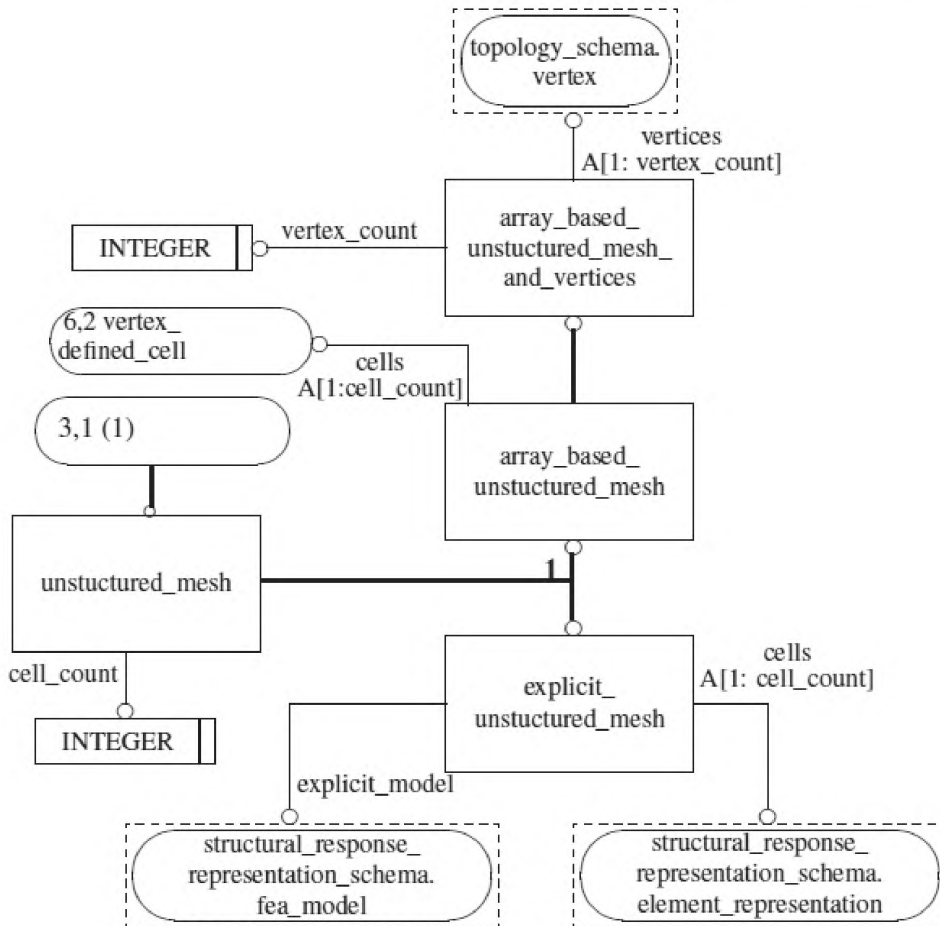 topology_schema.
vertex
vertices
A[1: vertex_count]
array_based_
unstuctured_mesh_
and_vertices
vertex_count
INTEGER
6,2 vertex_
defined_cell
cells
A[1:cell_count]
3,1 (1)
array_based_
unstuctured_mesh
unstuctured_mesh
1
cell_count
INTEGER
explicit_
unstuctured_mesh
cells
A[1: cell_count]
explicit_model
structural_response_
representation_schema.
fea_model
structural_response_
representation_schema.
element_representation